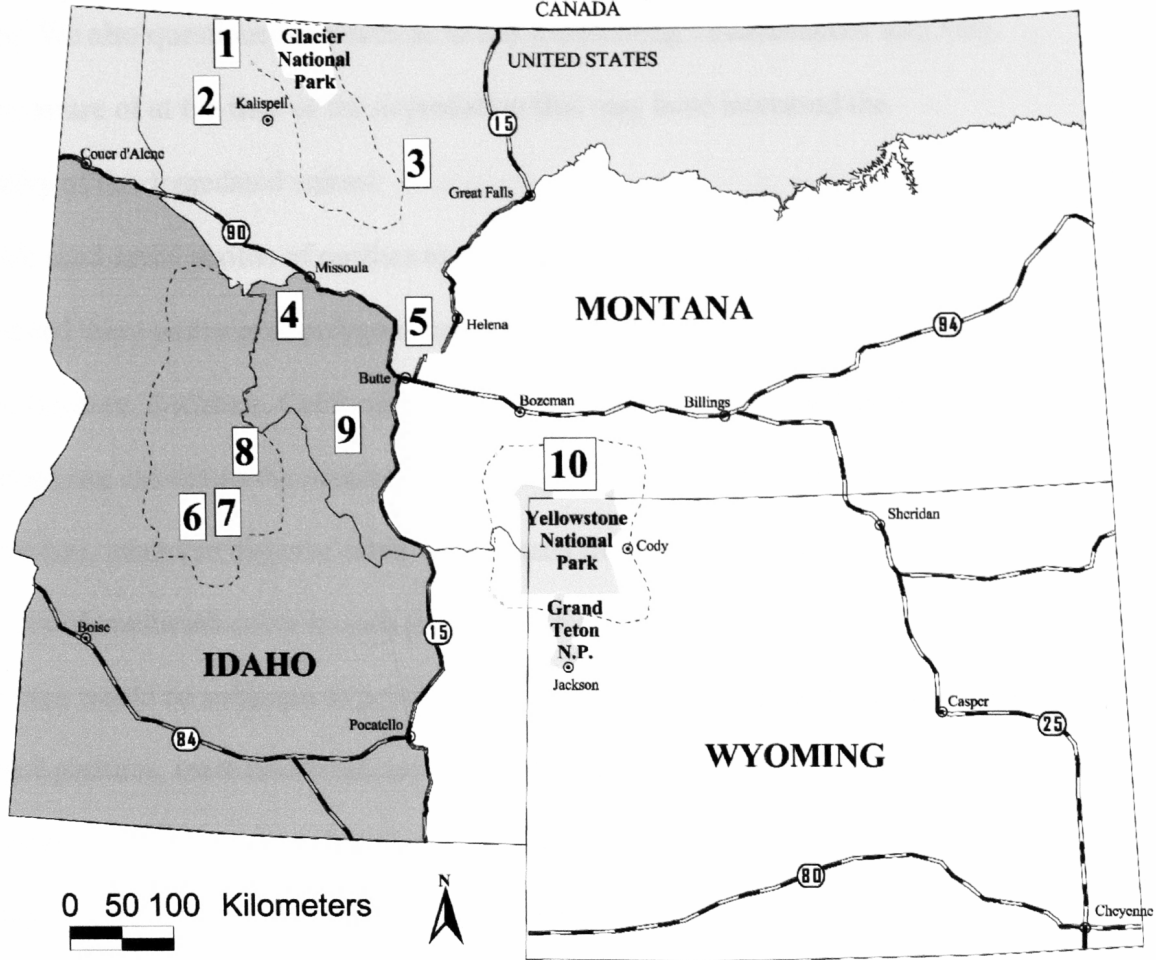 CANADA
UNITED STATES
1
Glacier
National
Park
2
Kalispell
3
15
Couer d'Alene
Great Falls
90
Missoula
4
5
Helena
MONTANA
94
Butte
Bozeman
Billings
9
8
10
6
7
Yellowstone
National
Park
Sheridan
Cody
Grand
Teton
N.P.
Jackson
Boise
15
IDAHO
Casper
25
Pocatello
84
WYOMING
80
0 50 100 Kilometers
N
Cheyenne